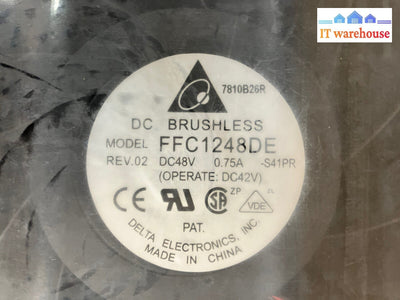 IT warehouse
7810B26R
DC BRUSHLESS
MODEL FFC1248DE
REV.02 DC48V 0.75A -S41PR
(OPERATE: DC42V)
ZP
PAT.
VDE
DELTA ELECTRONICS, INC.
MADE IN CHINA